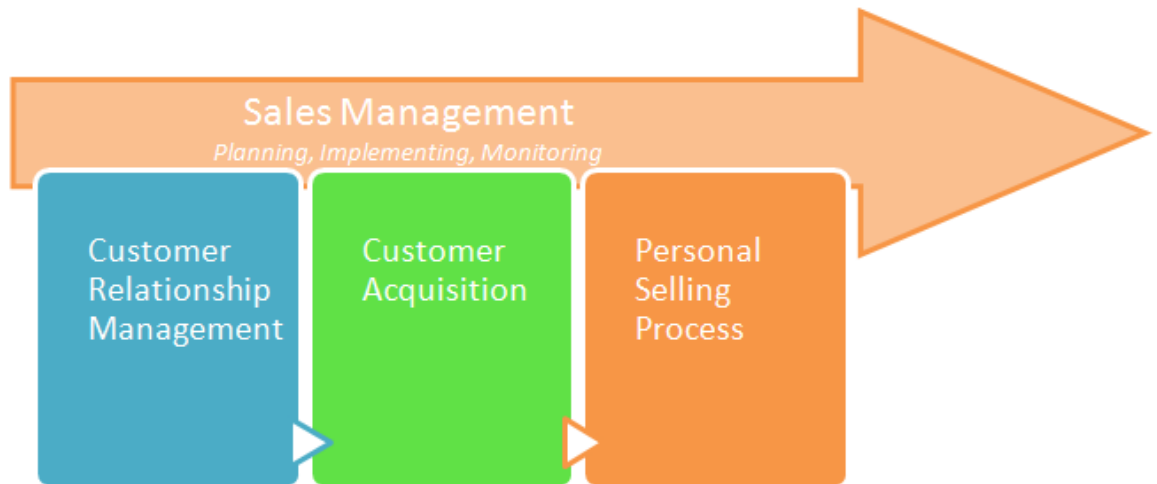 Sales Management
Planning, Implementing, Monitoring
Customer
Relationship
Management
Customer
Acquisition
Personal
Selling
Process